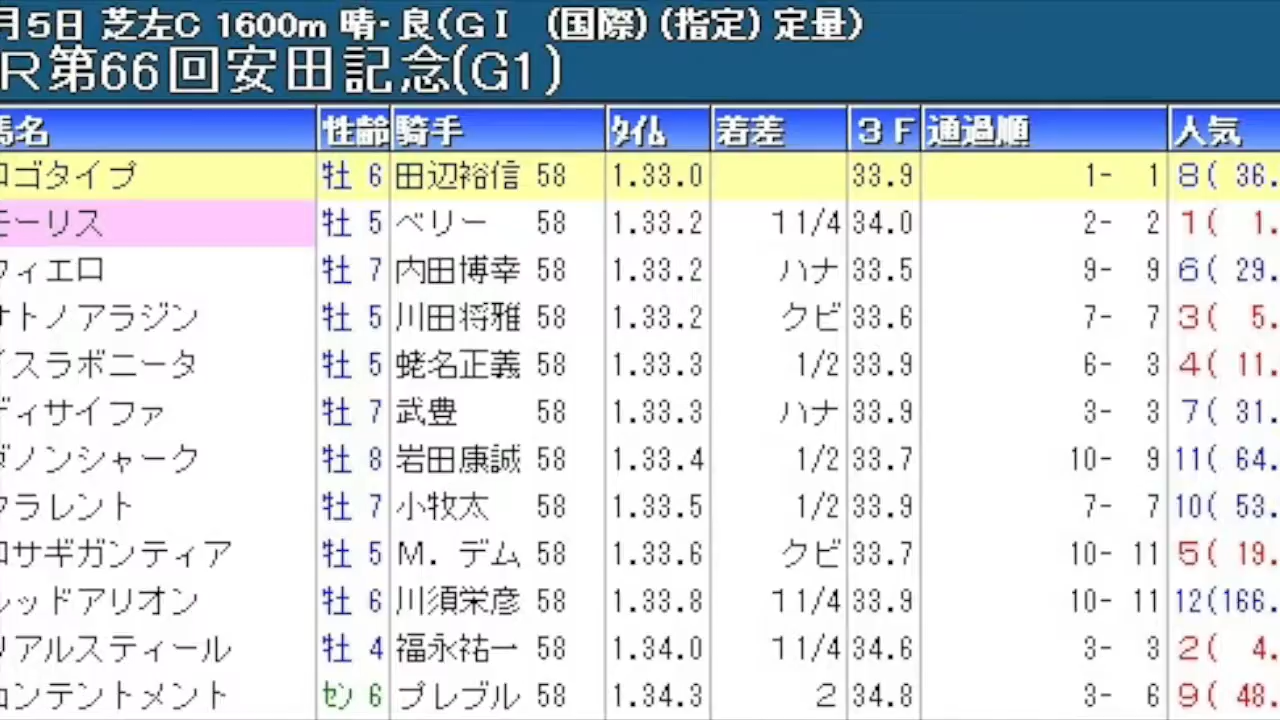 月5日 芝左C 1600m 晴・良(GⅠ (国際)(指定) 定量)
R第66回安田記念(G1)
馬名 性齢 騎手 ﾀｲﾑ 着差 3F 通過順 人気
ロゴタイプ 牡 6 田辺裕信 58 1.33.0 33.9 1- 1 8( 36.
モーリス 牡 5 ベリー 58 1.33.2 11/4 34.0 2- 2 1( 1.
フィエロ 牡 7 内田博幸 58 1.33.2 ハナ 33.5 9- 9 6( 29.
サトノアラジン 牡 5 川田将雅 58 1.33.2 クビ 33.6 7- 7 3( 5.
イスラボニータ 牡 5 蛯名正義 58 1.33.3 1/2 33.9 6- 3 4( 11.
ディサイファ 牡 7 武豊 58 1.33.3 ハナ 33.9 3- 3 7( 31.
ダノンシャーク 牡 8 岩田康誠 58 1.33.4 1/2 33.7 10- 9 11( 64.
クラレント 牡 7 小牧太 58 1.33.5 1/2 33.9 7- 7 10( 53.
ロサギガンティア 牡 5 M．デム 58 1.33.6 クビ 33.7 10- 11 5( 19.
レッドアリオン 牡 6 川須栄彦 58 1.33.8 11/4 33.9 10- 11 12(166.
リアルスティール 牡 4 福永祐一 58 1.34.0 11/4 34.6 3- 3 2( 4.
コンテントメント ｾﾝ 6 プレブル 58 1.34.3 2 34.8 3- 6 9( 48.